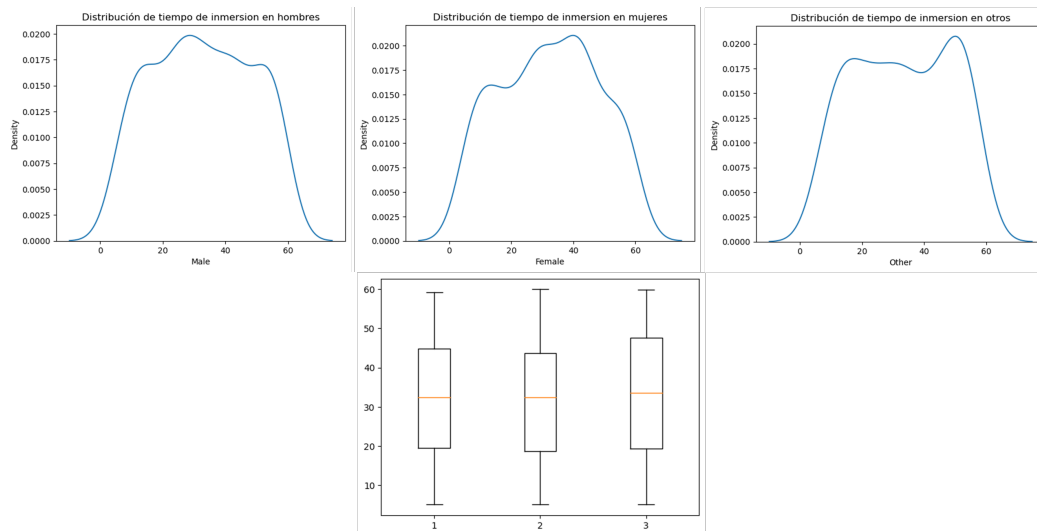 Distribución de tiempo de inmersion en hombres
0.0200
0.0175
0.0150
0.0125
0.0100
0.0075
0.0050
0.0025
0.0000
Density
0 20 40 60
Male
Distribución de tiempo de inmersion en mujeres
0.0200
0.0175
0.0150
0.0125
0.0100
0.0075
0.0050
0.0025
0.0000
Density
0 20 40 60
Female
Distribución de tiempo de inmersion en otros
0.0200
0.0175
0.0150
0.0125
0.0100
0.0075
0.0050
0.0025
0.0000
Density
0 20 40 60
Other
60
50
40
30
20
10
1 2 3